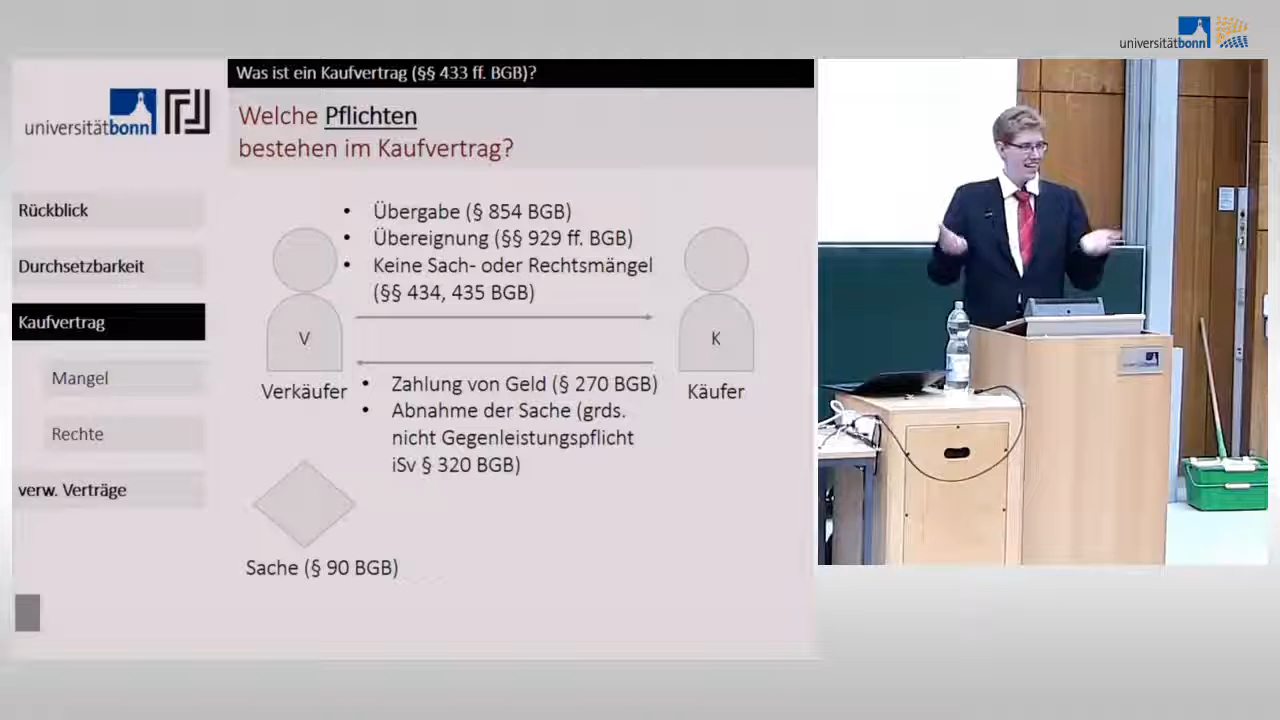 universitätbonn
Was ist ein Kaufvertrag (§§ 433 ff. BGB)?
universitätbonn
Welche Pflichten
bestehen im Kaufvertrag?
Rückblick
Durchsetzbarkeit
Kaufvertrag
Mangel
Rechte
verw. Verträge
• Übergabe (§ 854 BGB)
• Übereignung (§§ 929 ff. BGB)
• Keine Sach- oder Rechtsmängel
(§§ 434, 435 BGB)
V
K
Verkäufer
Käufer
• Zahlung von Geld (§ 270 BGB)
• Abnahme der Sache (grds.
nicht Gegenleistungspflicht
iSv § 320 BGB)
Sache (§ 90 BGB)